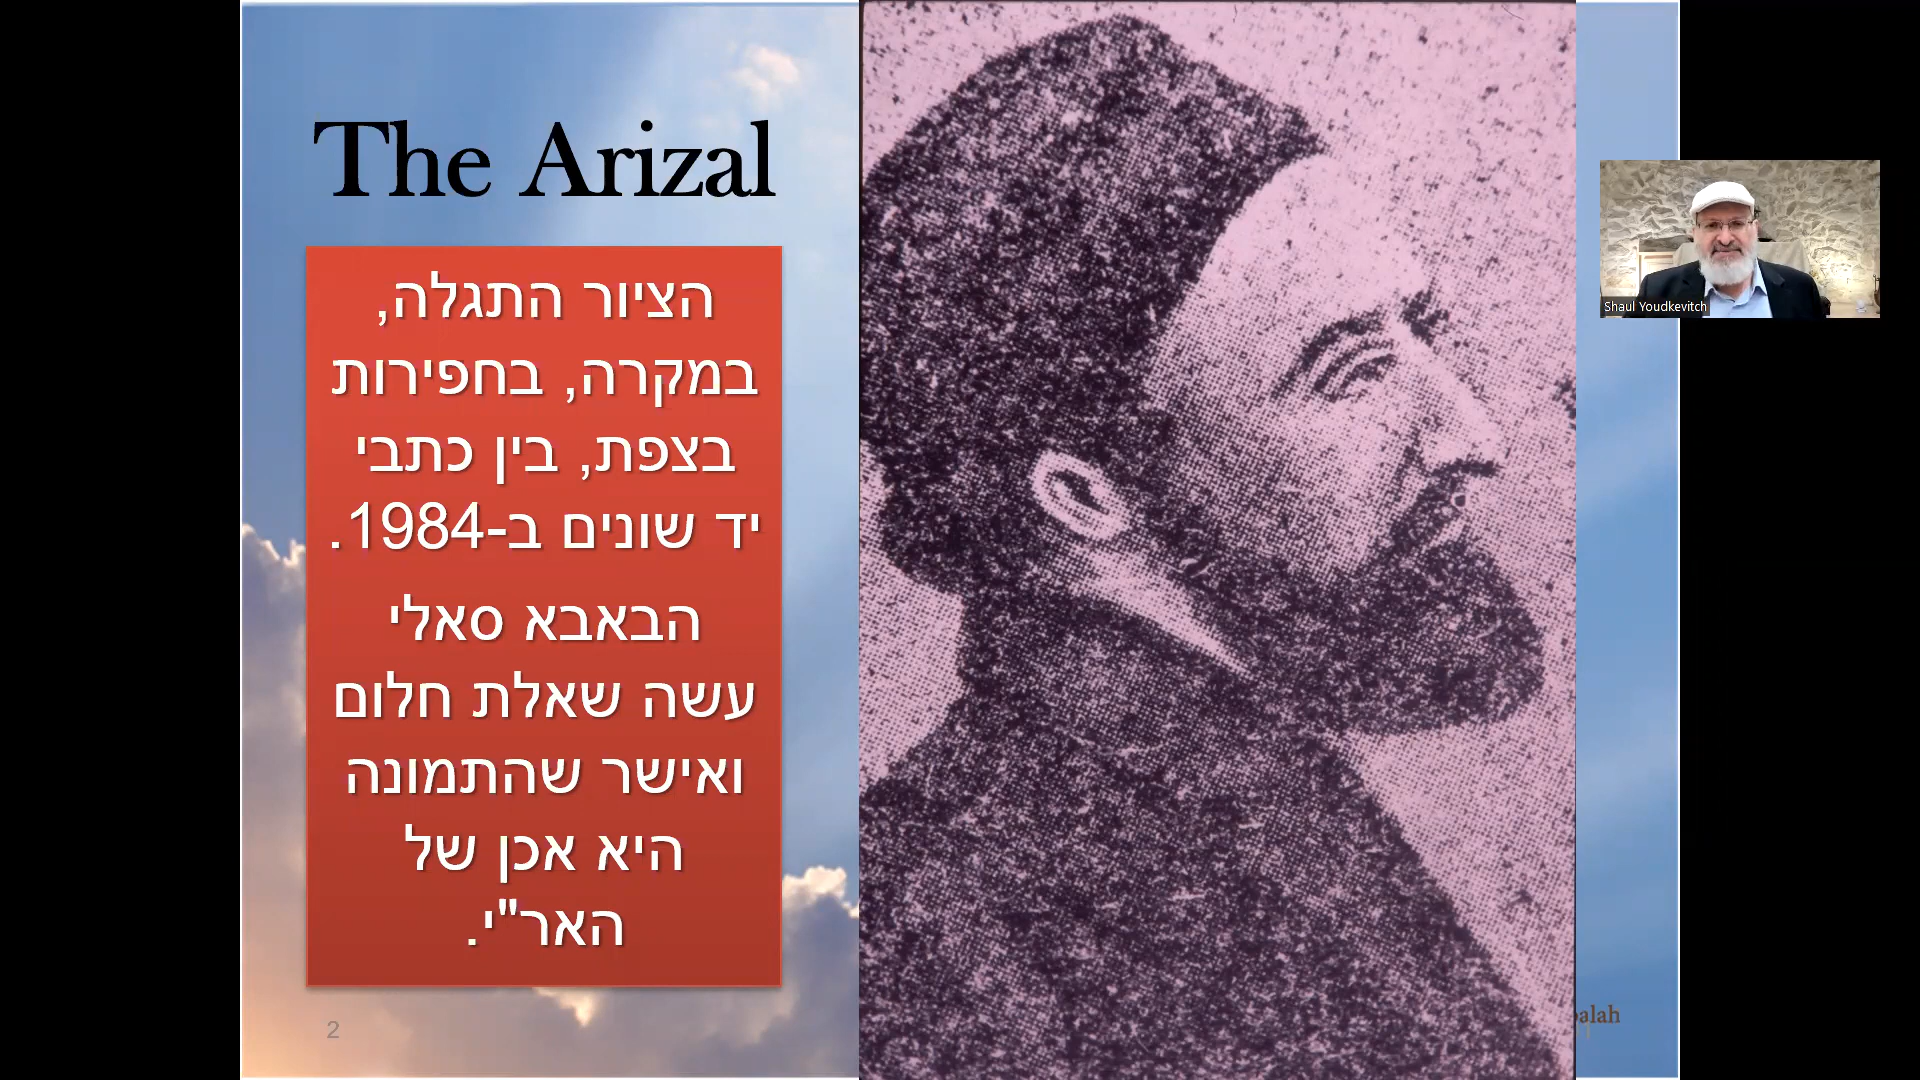 The Arizal
הציור התגלה,
במקרה, בחפירות
בצפת, בין כתבי
יד שונים ב-1984.
הבאבא סאלי
עשה שאלת חלום
ואישר שהתמונה
היא אכן של
האר"י.
2
Shaul Youdkevitch